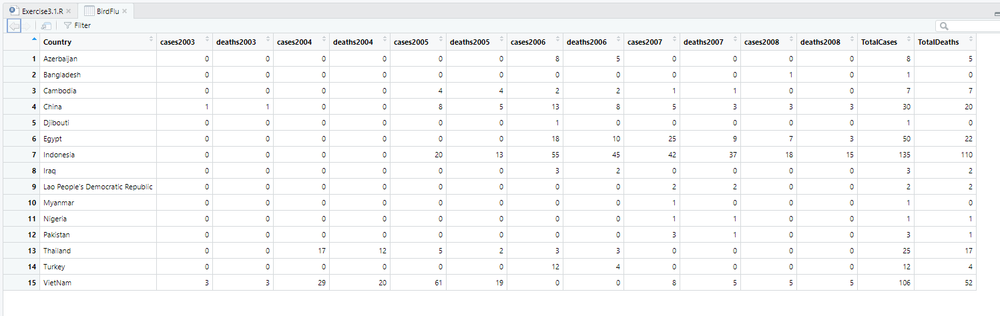 Exercise3.1.R BirdFlu
Filter
Country cases2003 deaths2003 cases2004 deaths2004 cases2005 deaths2005 cases2006 deaths2006 cases2007 deaths2007 cases2008 deaths2008 TotalCases TotalDeaths
1 Azerbaijan 0 0 0 0 0 0 8 5 0 0 0 0 8 5
2 Bangladesh 0 0 0 0 0 0 0 0 0 0 1 0 1 0
3 Cambodia 0 0 0 0 4 4 2 2 1 1 0 0 7 7
4 China 1 1 0 0 8 5 13 8 5 3 3 3 30 20
5 Djibouti 0 0 0 0 0 0 1 0 0 0 0 0 1 0
6 Egypt 0 0 0 0 0 0 18 10 25 9 7 3 50 22
7 Indonesia 0 0 0 0 20 13 55 45 42 37 18 15 135 110
8 Iraq 0 0 0 0 0 0 3 2 0 0 0 0 3 2
9 Lao People's Democratic Republic 0 0 0 0 0 0 0 0 2 2 0 0 2 2
10 Myanmar 0 0 0 0 0 0 0 0 1 0 0 0 1 0
11 Nigeria 0 0 0 0 0 0 0 0 1 1 0 0 1 1
12 Pakistan 0 0 0 0 0 0 0 0 3 1 0 0 3 1
13 Thailand 0 0 17 12 5 2 3 3 0 0 0 0 25 17
14 Turkey 0 0 0 0 0 0 12 4 0 0 0 0 12 4
15 VietNam 3 3 29 20 61 19 0 0 8 5 5 5 106 52